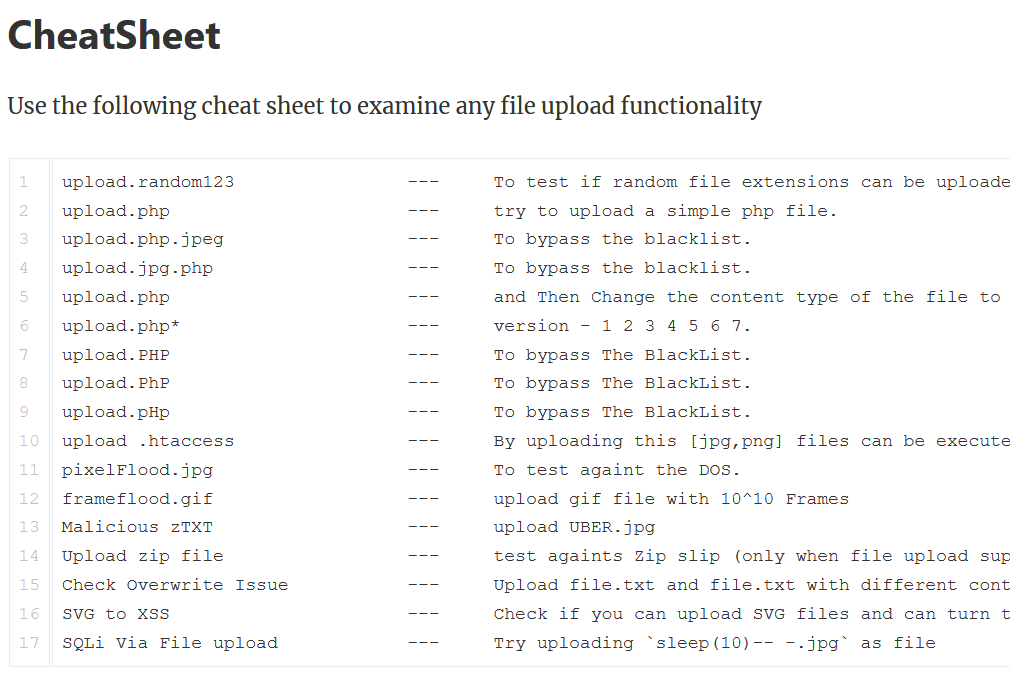 CheatSheet
Use the following cheat sheet to examine any file upload functionality
1 upload.random123 --- To test if random file extensions can be uploade
2 upload.php --- try to upload a simple php file.
3 upload.php.jpeg --- To bypass the blacklist.
4 upload.jpg.php --- To bypass the blacklist.
5 upload.php --- and Then Change the content type of the file to
6 upload.php* --- version - 1 2 3 4 5 6 7.
7 upload.PHP --- To bypass The BlackList.
8 upload.PhP --- To bypass The BlackList.
9 upload.pHp --- To bypass The BlackList.
10 upload .htaccess --- By uploading this [jpg,png] files can be execute
11 pixelFlood.jpg --- To test againt the DOS.
12 frameflood.gif --- upload gif file with 10^10 Frames
13 Malicious zTXT --- upload UBER.jpg
14 Upload zip file --- test againts Zip slip (only when file upload sup
15 Check Overwrite Issue --- Upload file.txt and file.txt with different cont
16 SVG to XSS --- Check if you can upload SVG files and can turn t
17 SQLi Via File upload --- Try uploading `sleep(10)-- -.jpg` as file